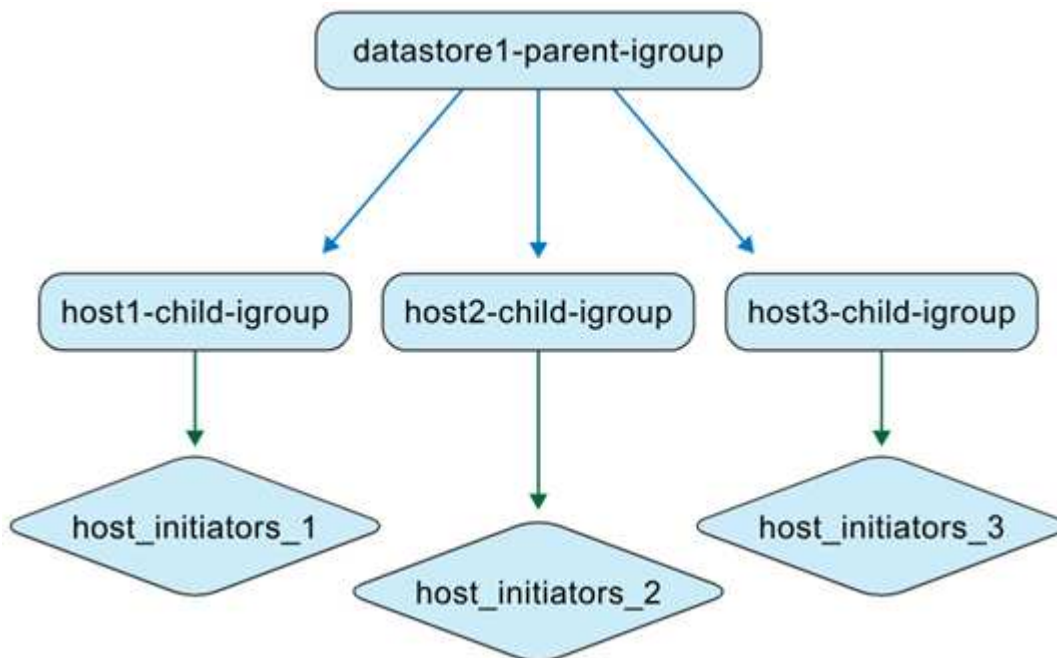 datastore1-parent-igroup
host1-child-igroup
host2-child-igroup
host3-child-igroup
host_initiators_1
host_initiators_2
host_initiators_3